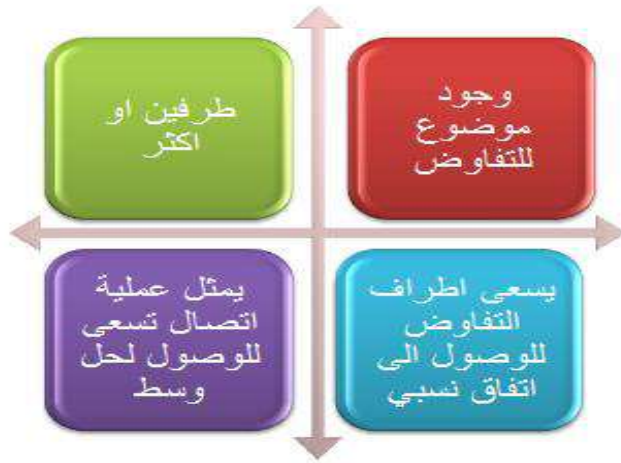 وجود
موضوع
للتفاوض
طرفين او
اكثر
يسعى اطراف
التفاوض
للوصول الى
اتفاق نسبي
يمثل عملية
اتصال تسعى
للوصول لحل
وسط